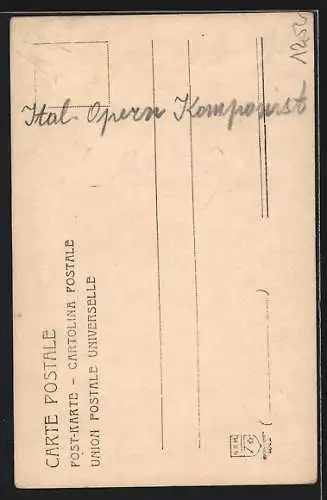 1252
Ital. Opern Komponist
CARTE POSTALE
POST-KARTE – CARTOLINA POSTALE
UNION POSTALE UNIVERSELLE